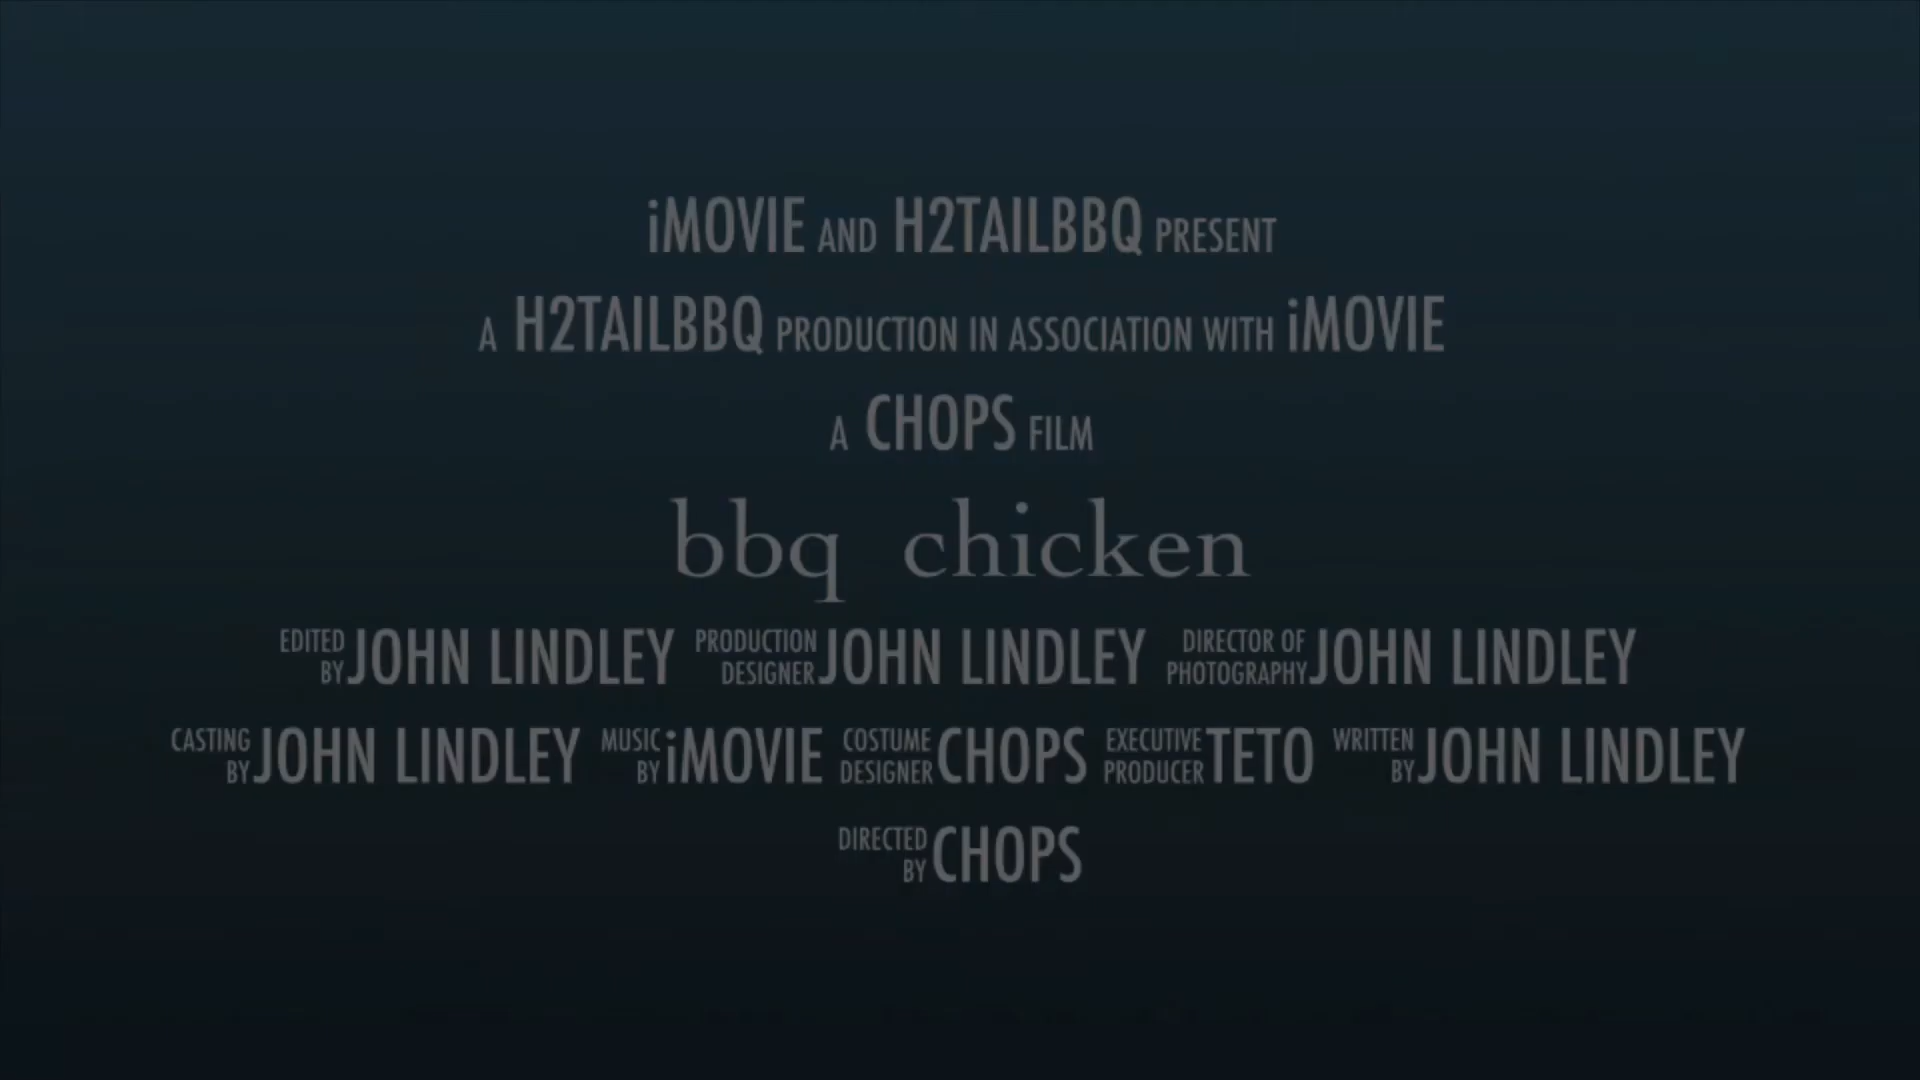 iMOVIE AND H2TAILBBQ PRESENT
A H2TAILBBQ PRODUCTION IN ASSOCIATION WITH iMOVIE
A CHOPS FILM
bbq chicken
EDITED BY JOHN LINDLEY PRODUCTION DESIGNER JOHN LINDLEY DIRECTOR OF PHOTOGRAPHY JOHN LINDLEY
CASTING BY JOHN LINDLEY MUSIC BY iMOVIE COSTUME DESIGNER CHOPS EXECUTIVE PRODUCER TETO WRITTEN BY JOHN LINDLEY
DIRECTED BY CHOPS